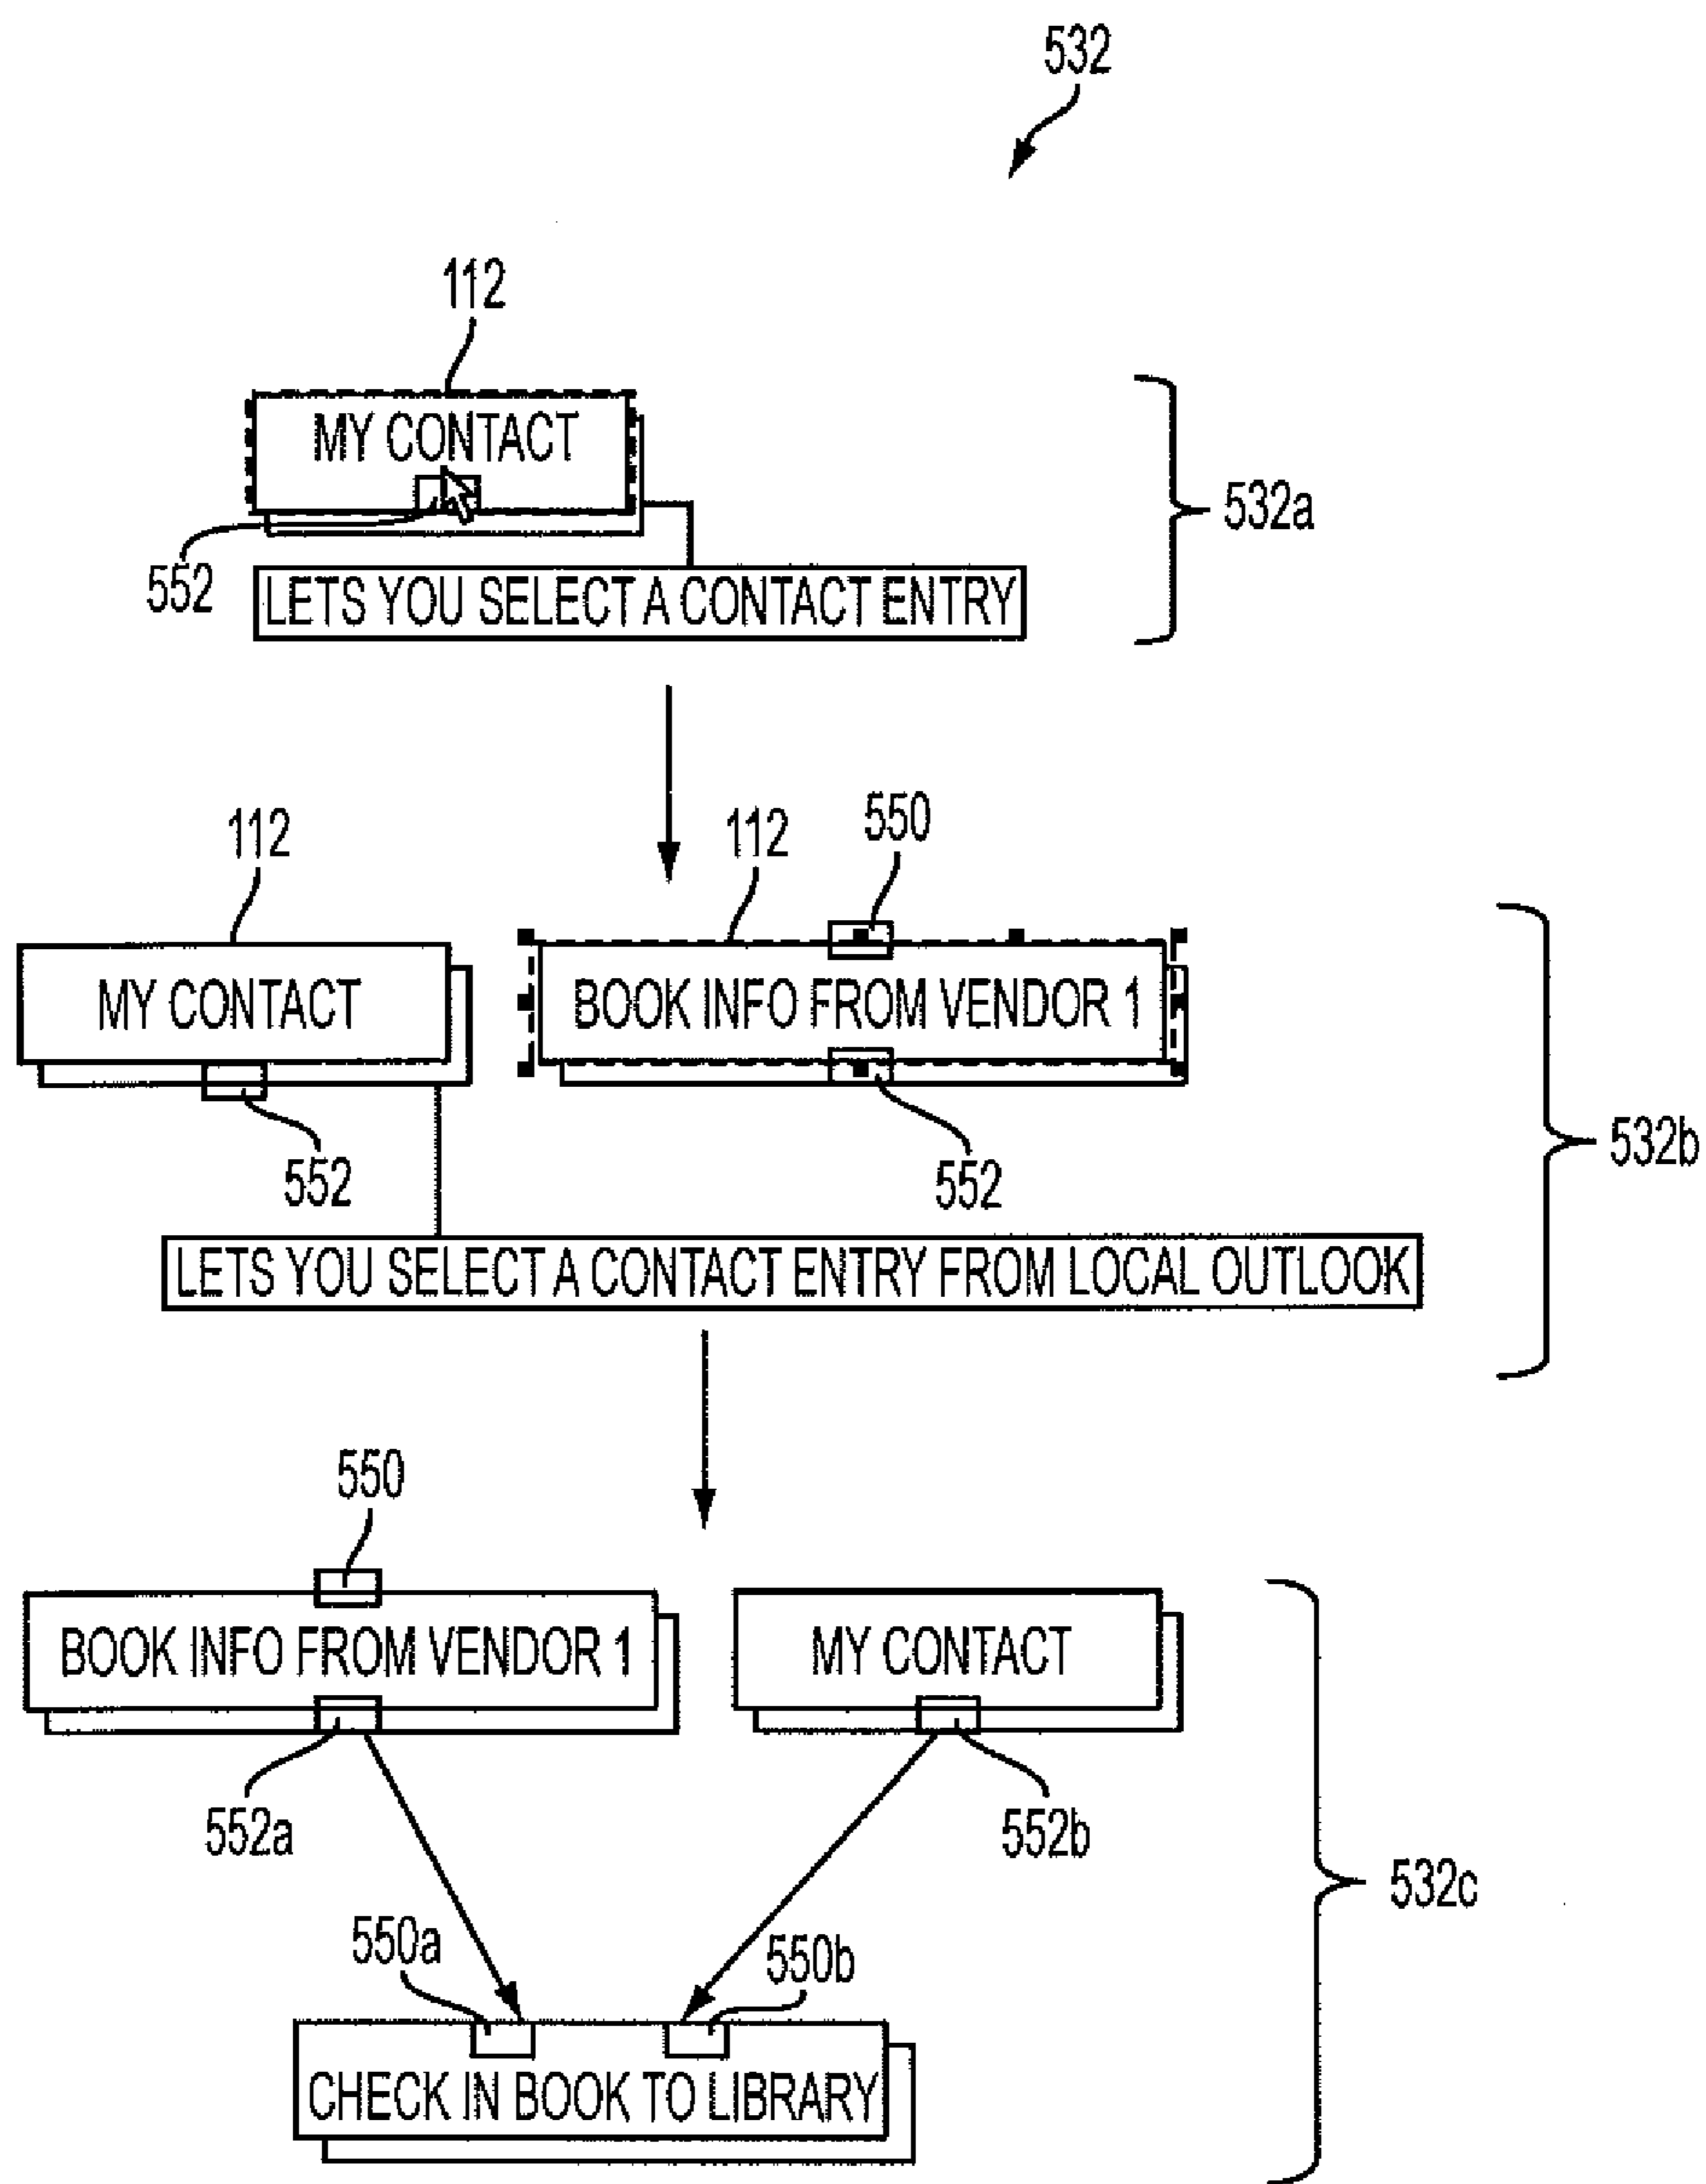 532
112
MY CONTACT
552
LETS YOU SELECT A CONTACT ENTRY
532a
112
112
550
MY CONTACT
BOOK INFO FROM VENDOR 1
552
552
532b
LETS YOU SELECT A CONTACT ENTRY FROM LOCAL OUTLOOK
550
BOOK INFO FROM VENDOR 1
MY CONTACT
552a
552b
532c
550a
550b
CHECK IN BOOK TO LIBRARY